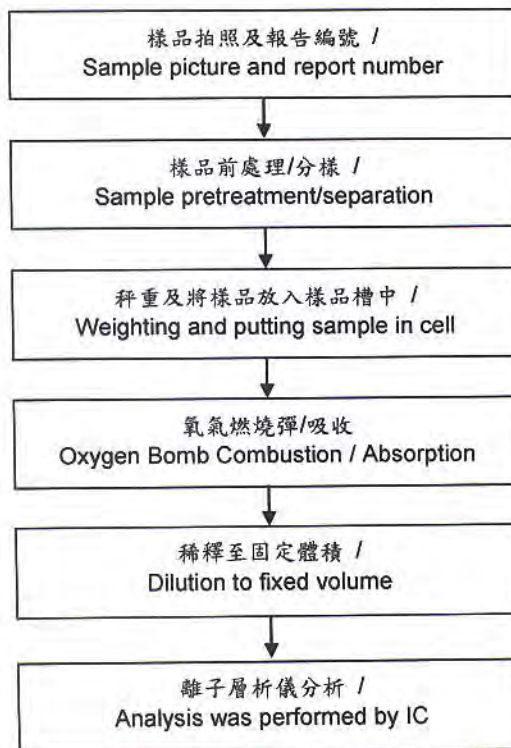 樣品拍照及報告編號 /
Sample picture and report number
樣品前處理/分樣 /
Sample pretreatment/separation
秤重及將樣品放入樣品槽中 /
Weighting and putting sample in cell
氧氣燃燒彈/吸收
Oxygen Bomb Combustion / Absorption
稀釋至固定體積 /
Dilution to fixed volume
離子層析儀分析 /
Analysis was performed by IC